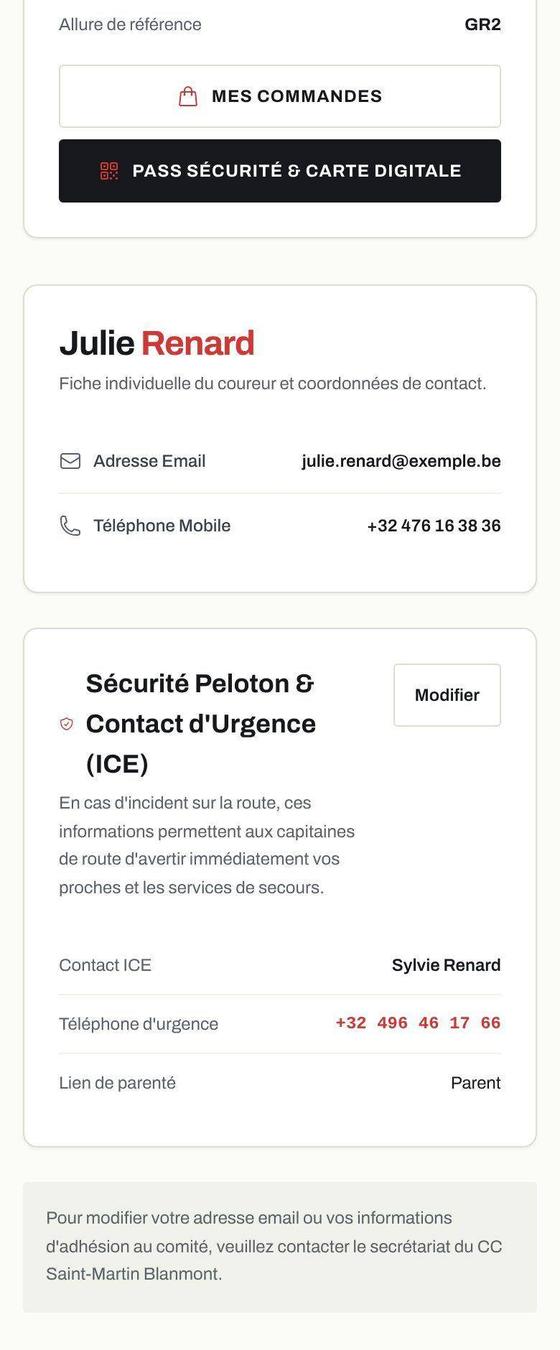 Allure de référence GR2
MES COMMANDES
PASS SÉCURITÉ & CARTE DIGITALE
Julie Renard
Fiche individuelle du coureur et coordonnées de contact.
Adresse Email julie.renard@exemple.be
Téléphone Mobile +32 476 16 38 36
Sécurité Peloton &
Contact d'Urgence
(ICE)
Modifier
En cas d'incident sur la route, ces
informations permettent aux capitaines
de route d'avertir immédiatement vos
proches et les services de secours.
Contact ICE Sylvie Renard
Téléphone d'urgence +32 496 46 17 66
Lien de parenté Parent
Pour modifier votre adresse email ou vos informations
d'adhésion au comité, veuillez contacter le secrétariat du CC
Saint-Martin Blanmont.